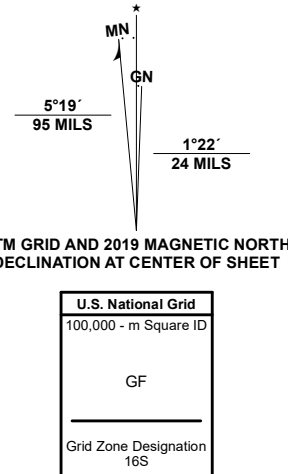 ★
MN
GN
5°19´
95 MILS
1°22´
24 MILS
TM GRID AND 2019 MAGNETIC NORTH
DECLINATION AT CENTER OF SHEET
U.S. National Grid
100,000 - m Square ID
GF
Grid Zone Designation
16S